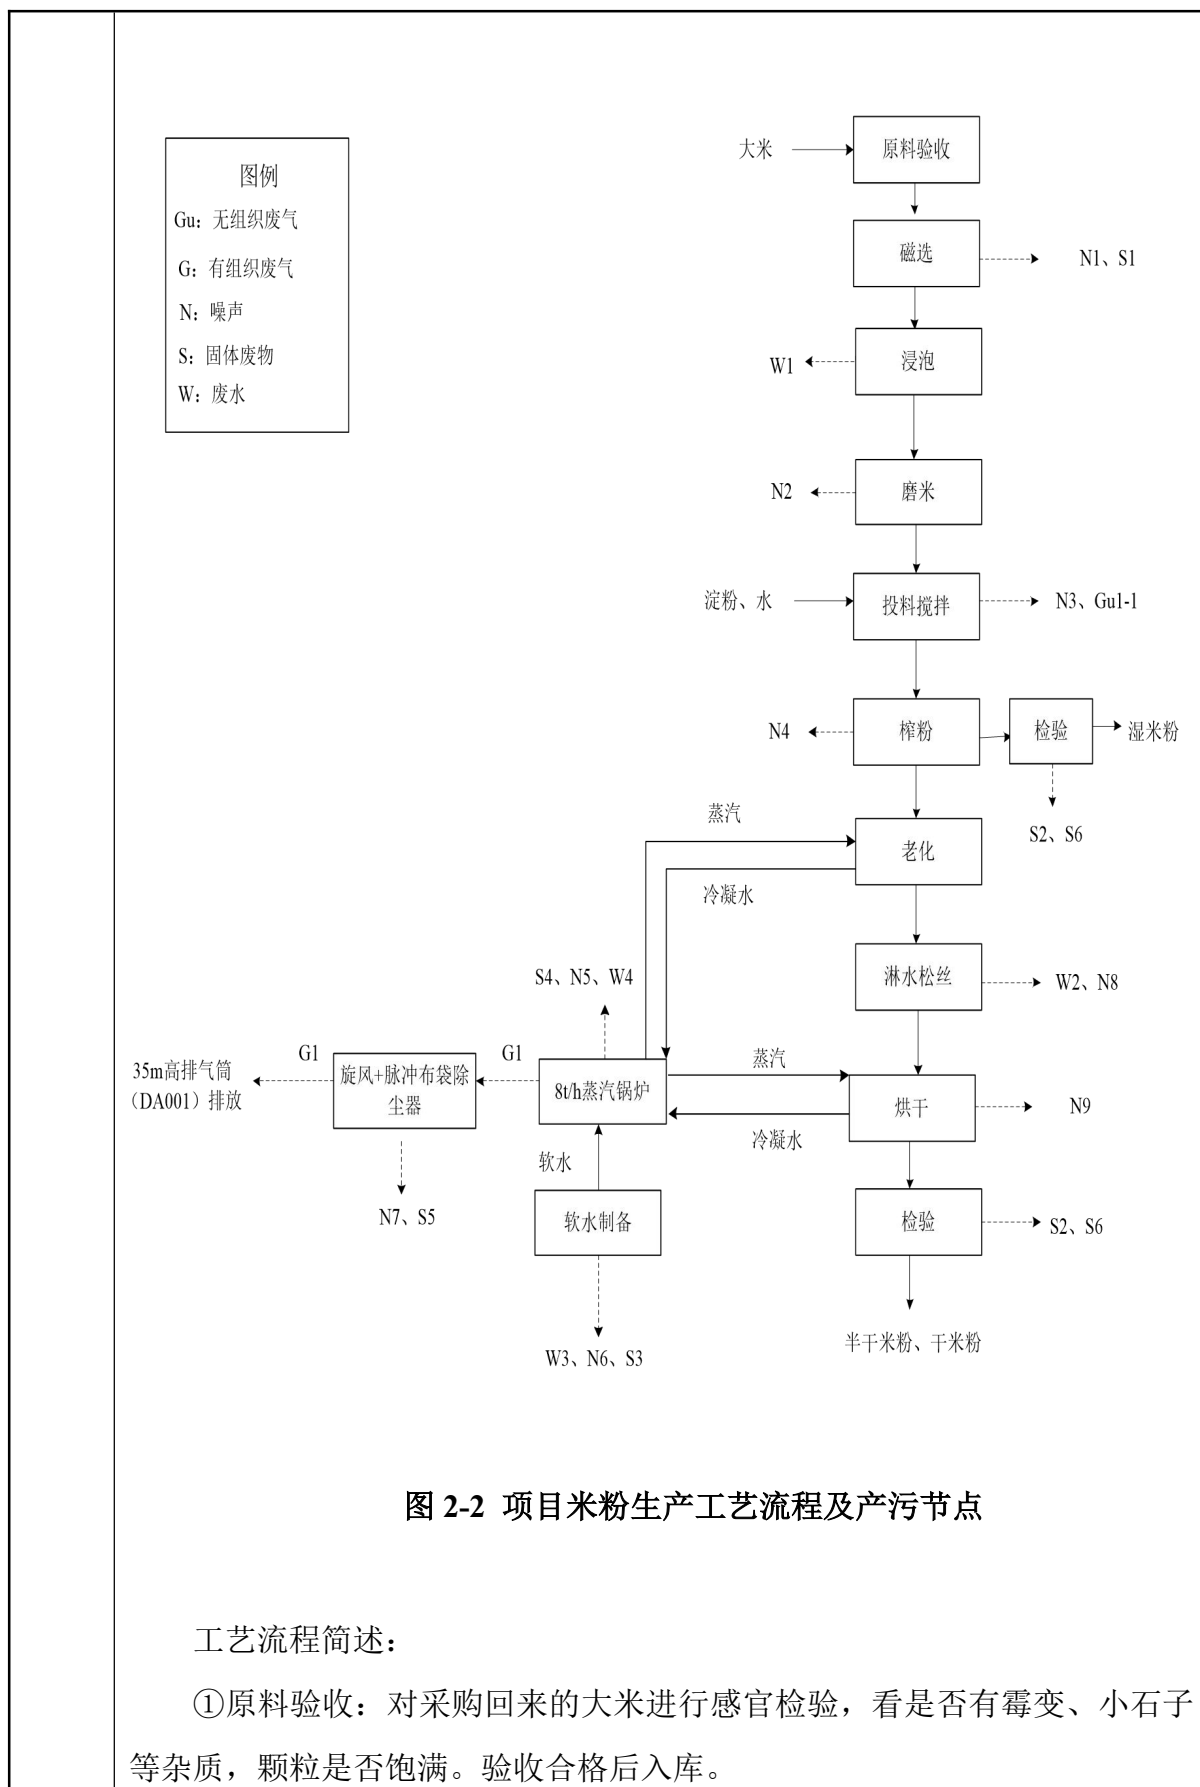 图例
Gu：无组织废气
G：有组织废气
N：噪声
S：固体废物
W：废水
大米
原料验收
磁选
N1、S1
浸泡
W1
磨米
N2
淀粉、水
投料搅拌
N3、Gu1-1
榨粉
N4
检验
湿米粉
S2、S6
蒸汽
老化
冷凝水
淋水松丝
W2、N8
S4、N5、W4
35m高排气筒
（DA001）排放
G1
旋风+脉冲布袋除
尘器
G1
8t/h蒸汽锅炉
蒸汽
冷凝水
烘干
N9
N7、S5
软水
软水制备
W3、N6、S3
检验
S2、S6
半干米粉、干米粉
图 2-2 项目米粉生产工艺流程及产污节点
工艺流程简述：
①原料验收：对采购回来的大米进行感官检验，看是否有霉变、小石子
等杂质，颗粒是否饱满。验收合格后入库。